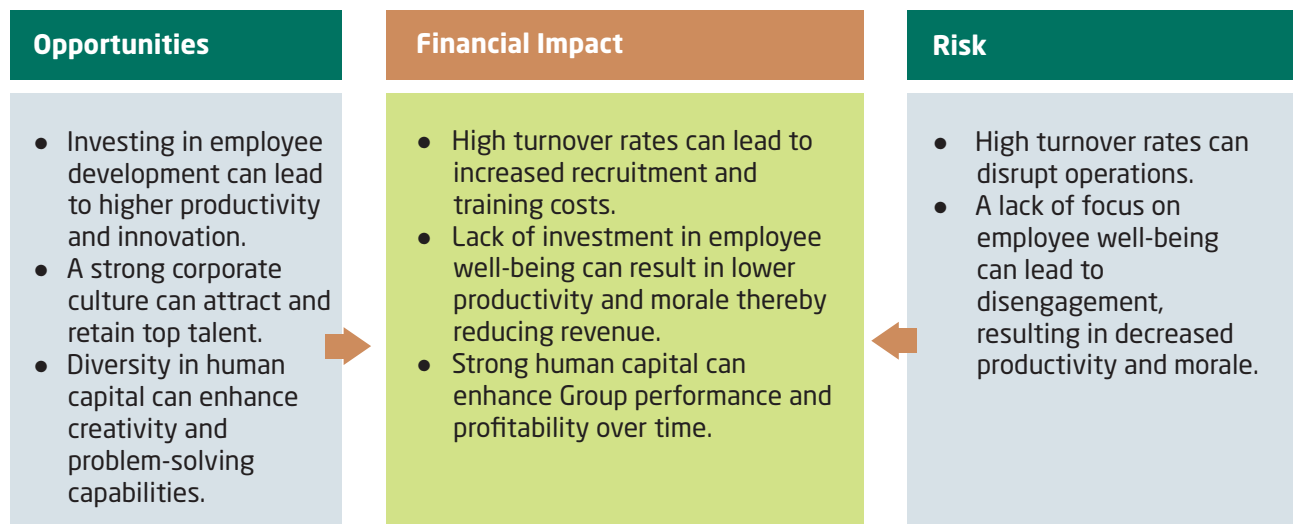 Opportunities
● Investing in employee
development can lead
to higher productivity
and innovation.
● A strong corporate
culture can attract and
retain top talent.
● Diversity in human
capital can enhance
creativity and
problem-solving
capabilities.
Financial Impact
● High turnover rates can lead to
increased recruitment and
training costs.
● Lack of investment in employee
well-being can result in lower
productivity and morale thereby
reducing revenue.
● Strong human capital can
enhance Group performance and
profitability over time.
Risk
● High turnover rates can
disrupt operations.
● A lack of focus on
employee well-being
can lead to
disengagement,
resulting in decreased
productivity and morale.